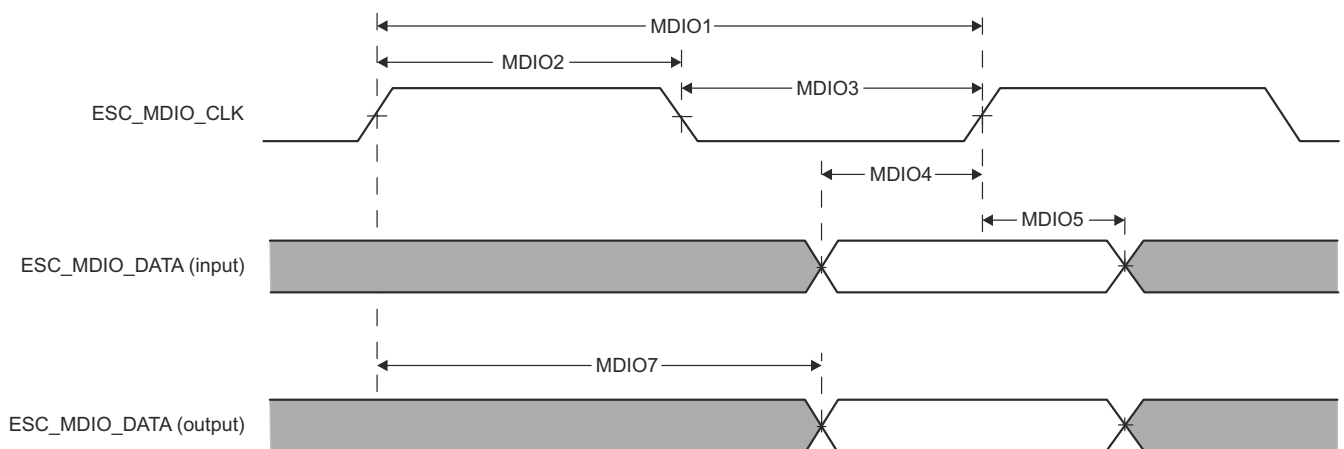 MDIO1
MDIO2
MDIO3
ESC_MDIO_CLK
MDIO4
MDIO5
ESC_MDIO_DATA (input)
MDIO7
ESC_MDIO_DATA (output)